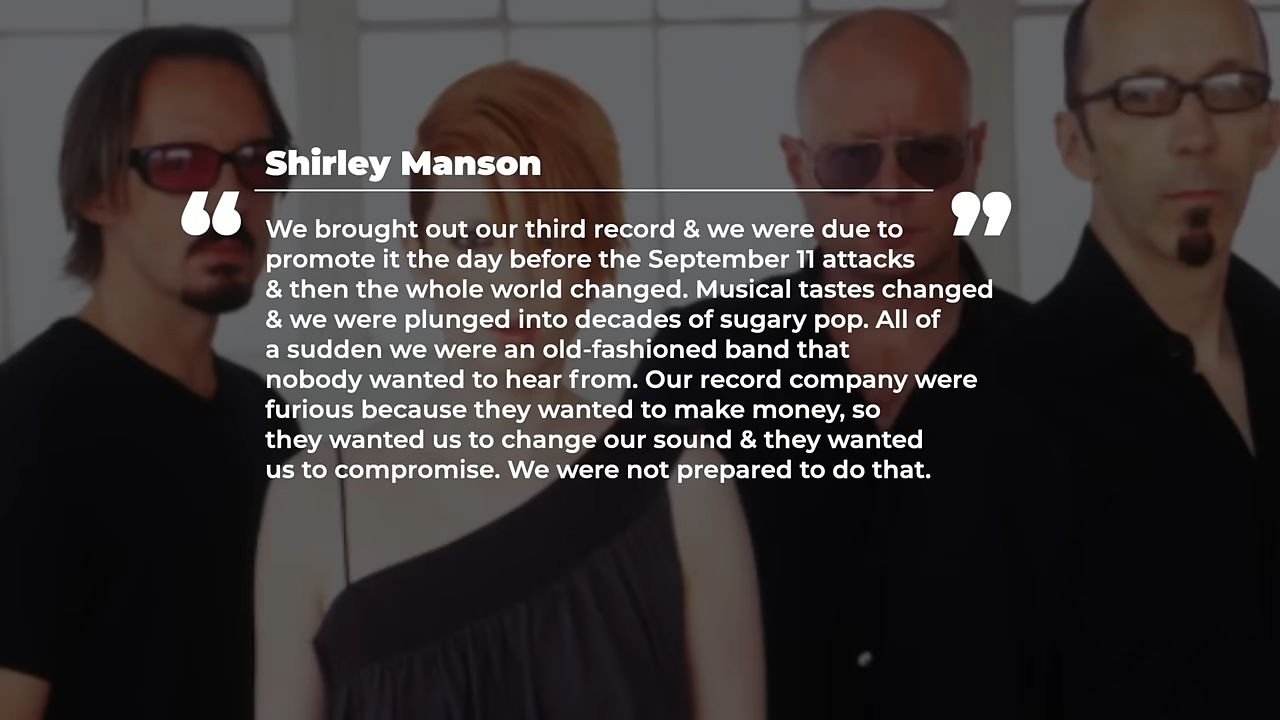 Shirley Manson
“ We brought out our third record & we were due to ”
promote it the day before the September 11 attacks
& then the whole world changed. Musical tastes changed
& we were plunged into decades of sugary pop. All of
a sudden we were an old-fashioned band that
nobody wanted to hear from. Our record company were
furious because they wanted to make money, so
they wanted us to change our sound & they wanted
us to compromise. We were not prepared to do that.